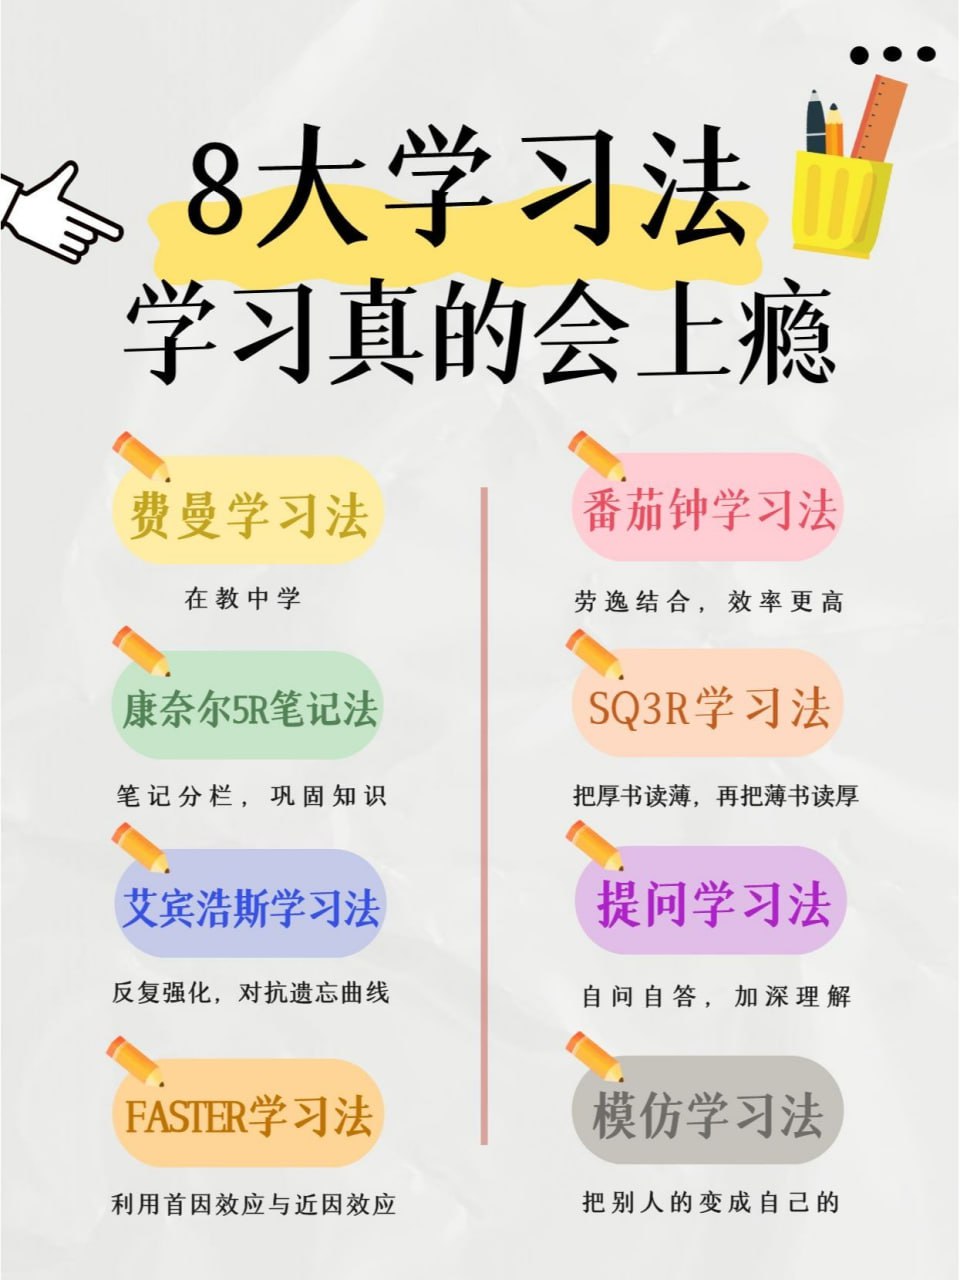 8大学习法
学习真的会上瘾
费曼学习法
在教中学
康奈尔5R笔记法
笔记分栏，巩固知识
艾宾浩斯学习法
反复强化，对抗遗忘曲线
FASTER学习法
利用首因效应与近因效应
番茄钟学习法
劳逸结合，效率更高
SQ3R学习法
把厚书读薄，再把薄书读厚
提问学习法
自问自答，加深理解
模仿学习法
把别人的变成自己的